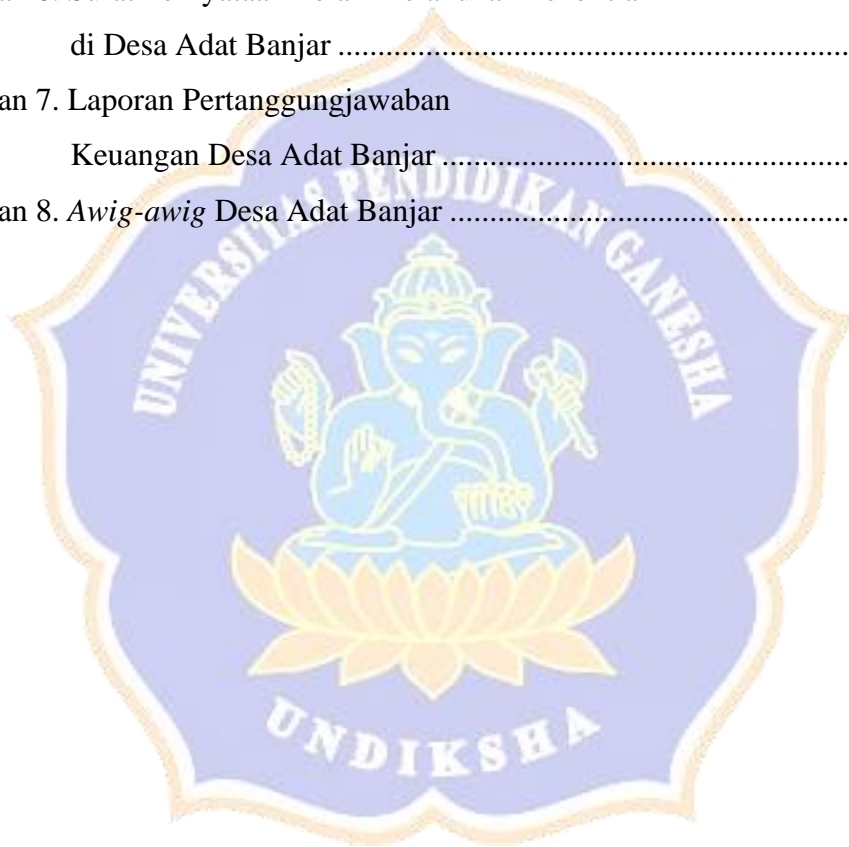 di Desa Adat Banjar ..............................................................
an 7. Laporan Pertanggungjawaban
Keuangan Desa Adat Banjar .................................................
an 8. Awig-awig Desa Adat Banjar ................................................
UNIVERSITAS PENDIDIKAN GANESHA
UNDIKSHA